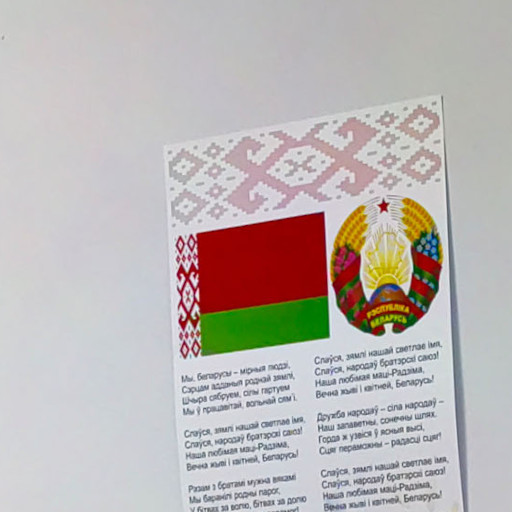 РЭСПУБЛІКА
БЕЛАРУСЬ
Мы, беларусы – мірныя людзі,
Сэрцам адданыя роднай зямлі,
Шчыра сябруем, сілы гартуем
Мы ў працавітай, вольнай сям'і.
Слаўся, зямлі нашай светлае імя,
Слаўся, народаў братэрскі саюз!
Наша любімая маці-Радзіма,
Вечна жыві і квітней, Беларусь!
Разам з братамі мужна вякамі
Мы баранілі родны парог,
У бітвах за волю, бітвах за долю
Слаўся, зямлі нашай светлае імя,
Слаўся, народаў братэрскі саюз!
Наша любімая маці-Радзіма,
Вечна жыві і квітней, Беларусь!
Дружба народаў – сіла народаў –
Наш запаветны, сонечны шлях.
Горда ж узвіся ў ясныя высі,
Сцяг пераможны – радасці сцяг!
Слаўся, зямлі нашай светлае імя,
Слаўся, народаў братэрскі саюз!
Наша любімая маці-Радзіма,
Вечна жыві і квітней, Беларусь!